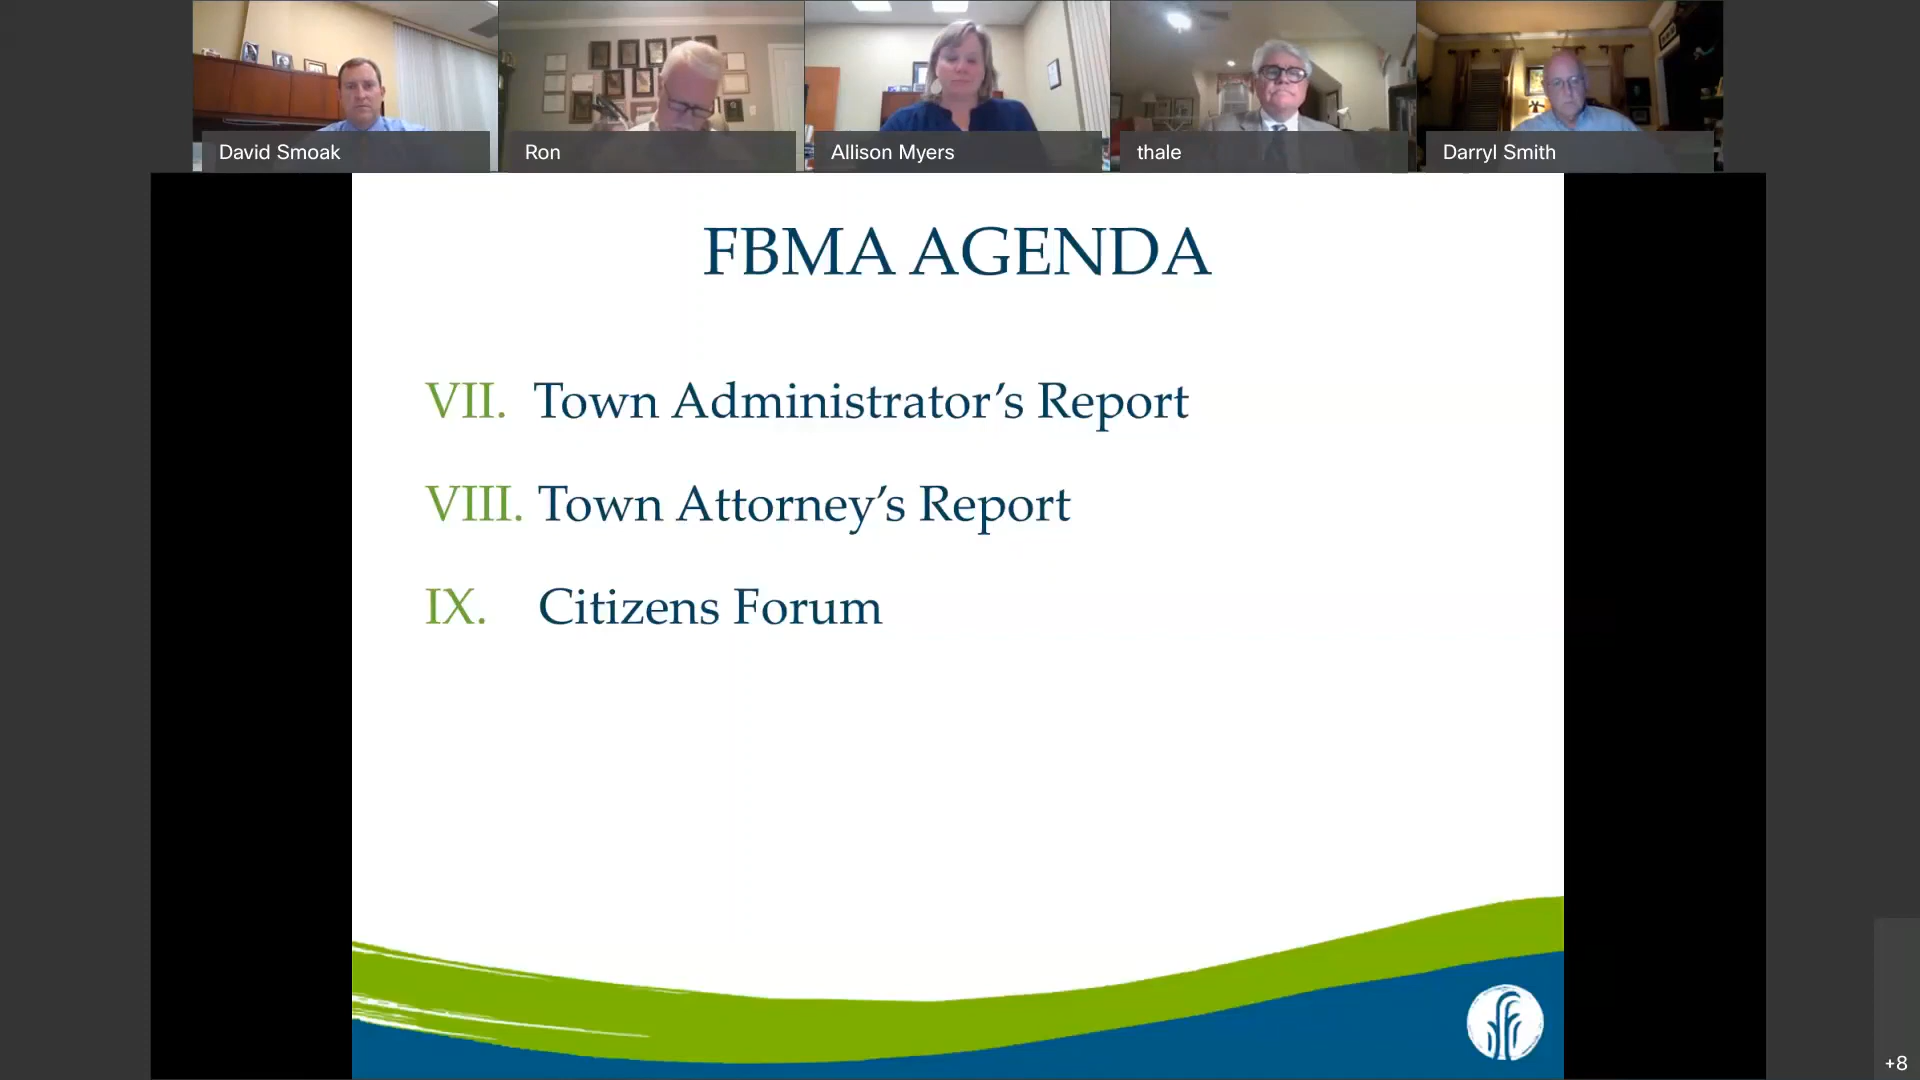 David Smoak
Ron
Allison Myers
thale
Darryl Smith
FBMA AGENDA
VII. Town Administrator’s Report
VIII. Town Attorney’s Report
IX. Citizens Forum
+8